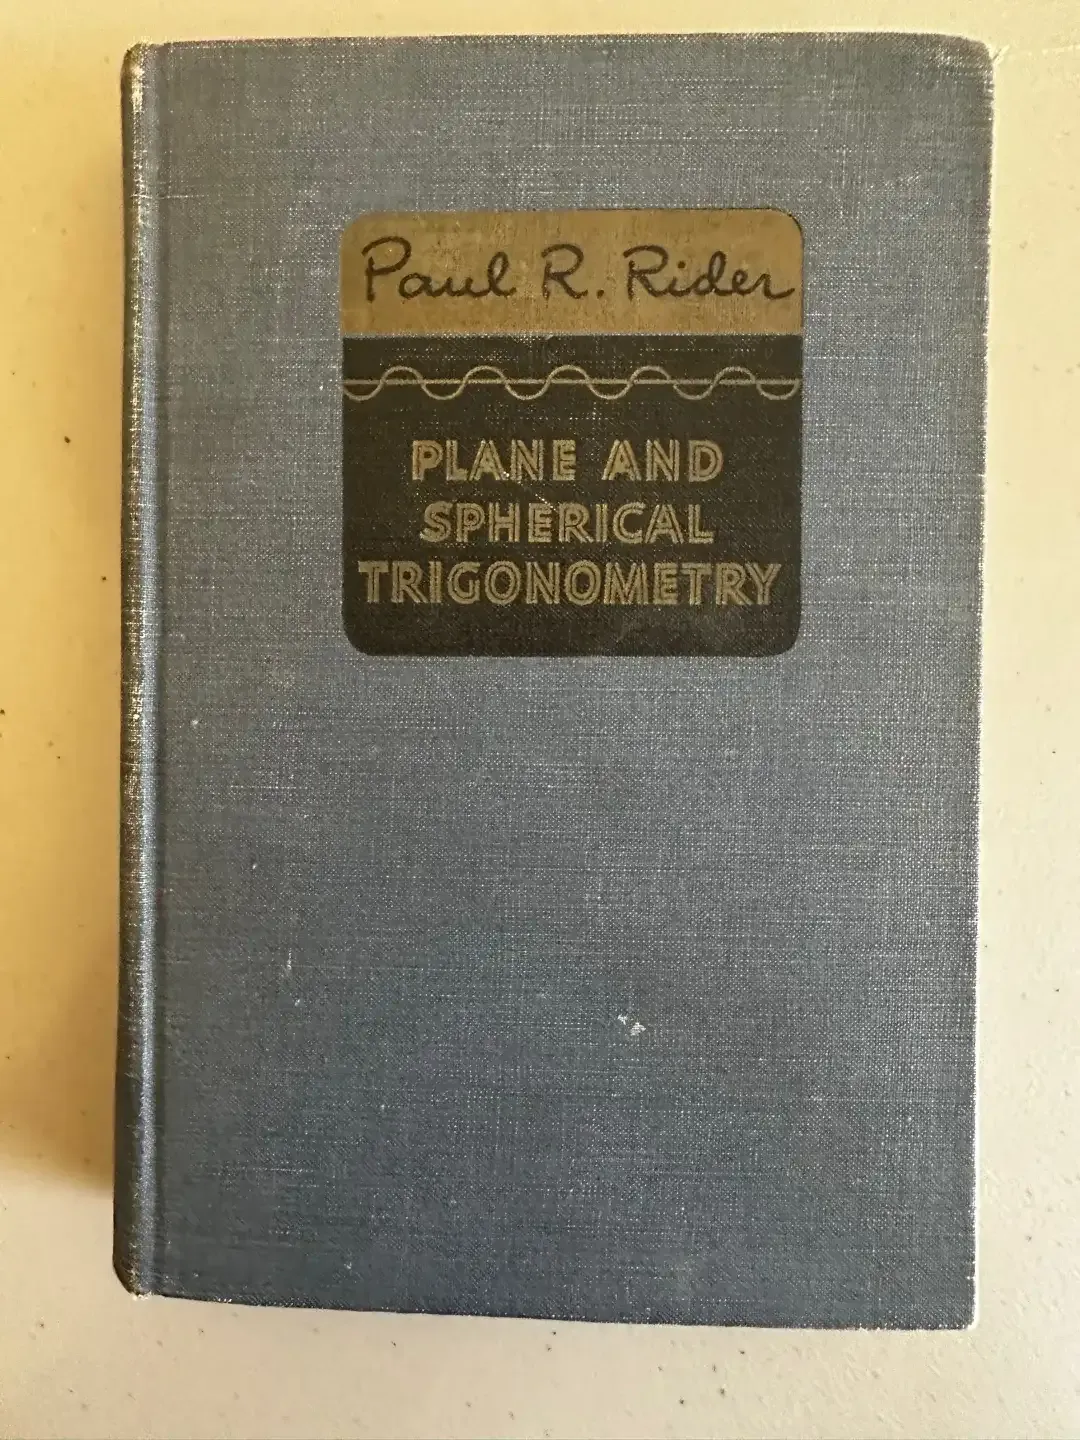 Paul R. Rider
PLANE AND
SPHERICAL
TRIGONOMETRY